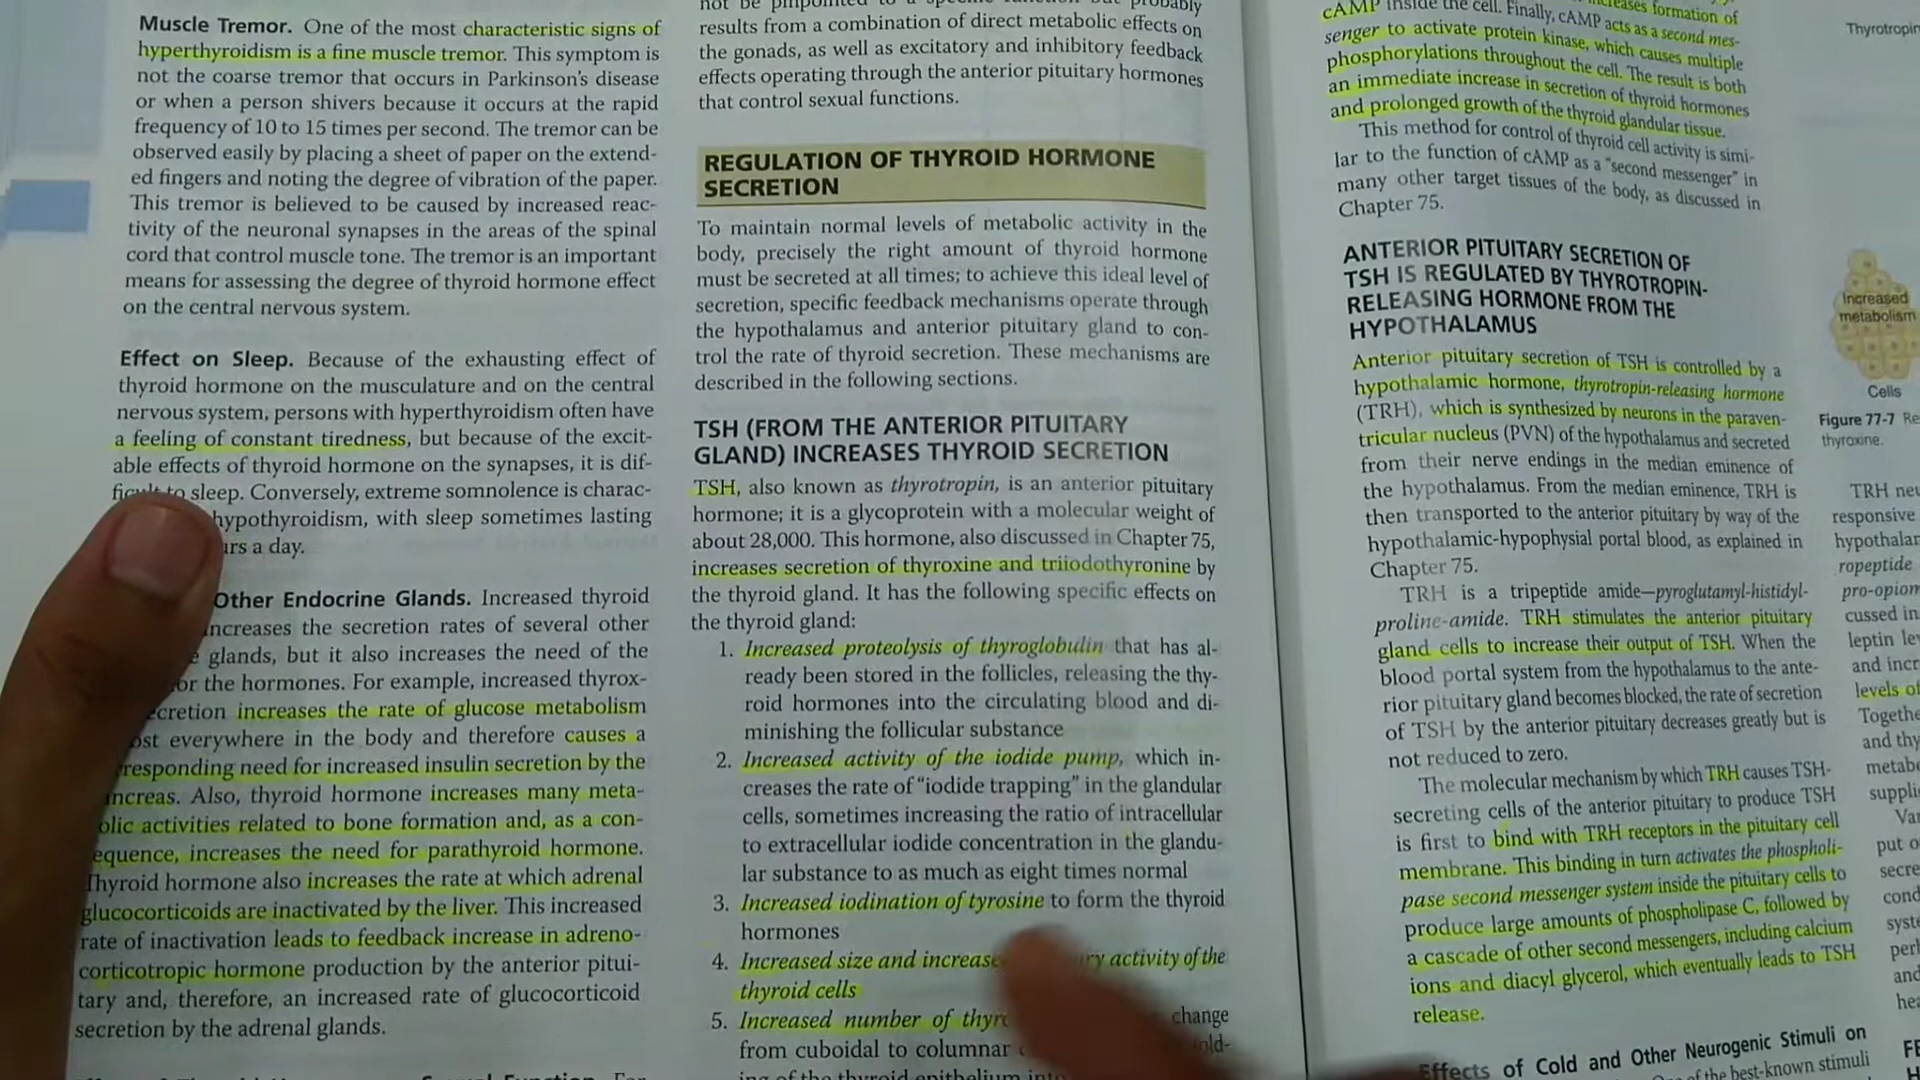 Muscle Tremor. One of the most characteristic signs of
hyperthyroidism is a fine muscle tremor. This symptom is
not the coarse tremor that occurs in Parkinson's disease
or when a person shivers because it occurs at the rapid
frequency of 10 to 15 times per second. The tremor can be
observed easily by placing a sheet of paper on the extend-
ed fingers and noting the degree of vibration of the paper.
This tremor is believed to be caused by increased reac-
tivity of the neuronal synapses in the areas of the spinal
cord that control muscle tone. The tremor is an important
means for assessing the degree of thyroid hormone effect
on the central nervous system.
Effect on Sleep. Because of the exhausting effect of
thyroid hormone on the musculature and on the central
nervous system, persons with hyperthyroidism often have
a feeling of constant tiredness, but because of the excit-
able effects of thyroid hormone on the synapses, it is dif-
ficult to sleep. Conversely, extreme somnolence is charac-
hypothyroidism, with sleep sometimes lasting
a day.
Other Endocrine Glands. Increased thyroid
increases the secretion rates of several other
glands, but it also increases the need of the
for the hormones. For example, increased thyrox-
increases the rate of glucose metabolism
everywhere in the body and therefore causes a
need for increased insulin secretion by the
Also, thyroid hormone increases many meta-
activities related to bone formation and, as a con-
sequence, increases the need for parathyroid hormone.
Thyroid hormone also increases the rate at which adrenal
glucocorticoids are inactivated by the liver. This increased
rate of inactivation leads to feedback increase in adreno-
corticotropic hormone production by the anterior pitui-
tary and, therefore, an increased rate of glucocorticoid
secretion by the adrenal glands.
not be pinpointed to a specific function but probably
results from a combination of direct metabolic effects on
the gonads, as well as excitatory and inhibitory feedback
effects operating through the anterior pituitary hormones
that control sexual functions.
REGULATION OF THYROID HORMONE
SECRETION
To maintain normal levels of metabolic activity in the
body, precisely the right amount of thyroid hormone
must be secreted at all times; to achieve this ideal level of
secretion, specific feedback mechanisms operate through
the hypothalamus and anterior pituitary gland to con-
trol the rate of thyroid secretion. These mechanisms are
described in the following sections.
TSH (FROM THE ANTERIOR PITUITARY
GLAND) INCREASES THYROID SECRETION
TSH, also known as thyrotropin, is an anterior pituitary
hormone; it is a glycoprotein with a molecular weight of
about 28,000. This hormone, also discussed in Chapter 75,
increases secretion of thyroxine and triiodothyronine by
the thyroid gland. It has the following specific effects on
the thyroid gland:
1. Increased proteolysis of thyroglobulin that has al-
ready been stored in the follicles, releasing the thy-
roid hormones into the circulating blood and di-
minishing the follicular substance
2. Increased activity of the iodide pump, which in-
creases the rate of “iodide trapping” in the glandular
cells, sometimes increasing the ratio of intracellular
to extracellular iodide concentration in the glandu-
lar substance to as much as eight times normal
3. Increased iodination of tyrosine to form the thyroid
hormones
4. Increased size and activity of the
thyroid cells
5. Increased number of change
from cuboidal to columnar
of the thyroid epithelium
increases formation of
cAMP inside the cell. Finally, cAMP acts as a second mes-
senger to activate protein kinase, which causes multiple
phosphorylations throughout the cell. The result is both
an immediate increase in secretion of thyroid hormones
and prolonged growth of the thyroid glandular tissue.
This method for control of thyroid cell activity is simi-
lar to the function of cAMP as a “second messenger” in
many other target tissues of the body, as discussed in
Chapter 75.
ANTERIOR PITUITARY SECRETION OF
TSH IS REGULATED BY THYROTROPIN-
RELEASING HORMONE FROM THE
HYPOTHALAMUS
Anterior pituitary secretion of TSH is controlled by a
hypothalamic hormone, thyrotropin-releasing hormone
(TRH), which is synthesized by neurons in the paraven-
tricular nucleus (PVN) of the hypothalamus and secreted
from their nerve endings in the median eminence of
the hypothalamus. From the median eminence, TRH is
then transported to the anterior pituitary by way of the
hypothalamic-hypophysial portal blood, as explained in
Chapter 75.
TRH is a tripeptide amide—pyroglutamyl-histidyl-
proline-amide. TRH stimulates the anterior pituitary
gland cells to increase their output of TSH. When the
blood portal system from the hypothalamus to the ante-
rior pituitary gland becomes blocked, the rate of secretion
of TSH by the anterior pituitary decreases greatly but is
not reduced to zero.
The molecular mechanism by which TRH causes TSH-
secreting cells of the anterior pituitary to produce TSH
is first to bind with TRH receptors in the pituitary cell
membrane. This binding in turn activates the phospholi-
pase second messenger system inside the pituitary cells to
produce large amounts of phospholipase C, followed by
a cascade of other second messengers, including calcium
ions and diacyl glycerol, which eventually leads to TSH
release.
Effects of Cold and Other Neurogenic Stimuli on
of the best-known stimuli
Thyrotropin
Increased
metabolism
Cells
Figure 77-7
thyroxine.
TRH
responsive
ropeptide
cussed in
levels of
and thy